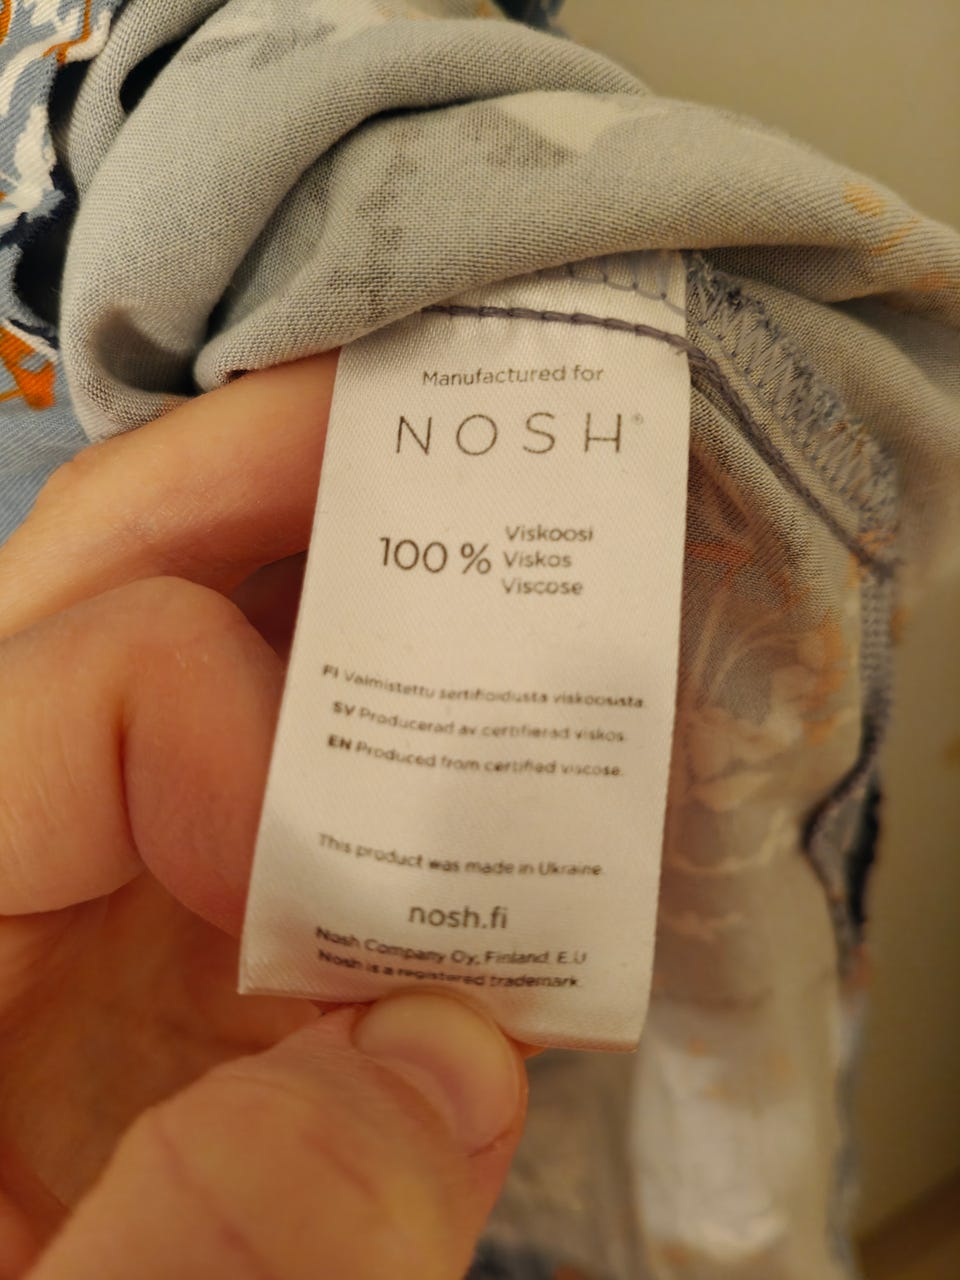 Manufactured for
NOSH®
100 % Viskoosi
Viskos
Viscose
FI Valmistettu sertifioidusta viskoosista.
SV Producerad av certifierad viskos.
EN Produced from certified viscose.
This product was made in Ukraine.
nosh.fi
Nosh Company Oy, Finland, E.U
Nosh is a registered trademark.